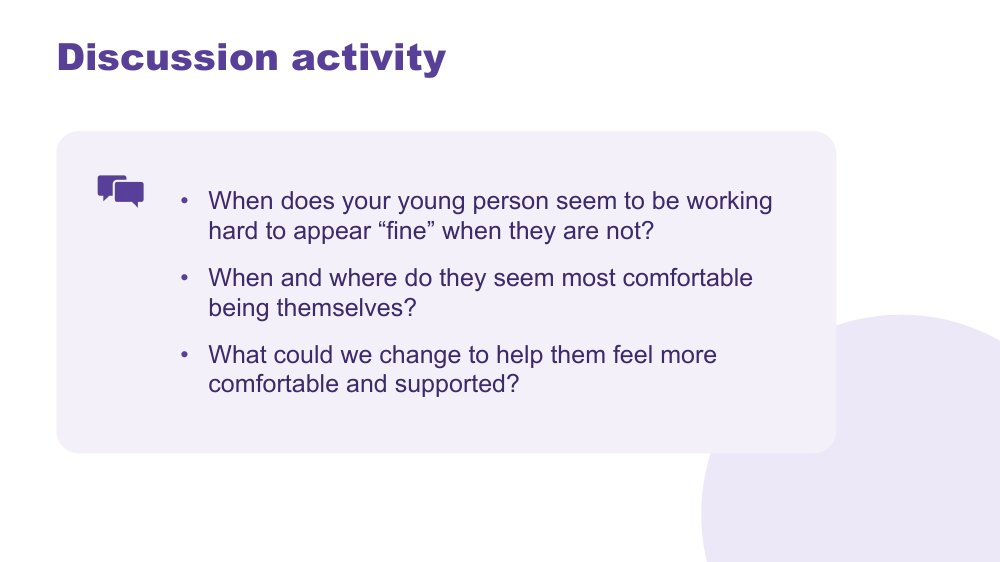 Discussion activity
• When does your young person seem to be working
hard to appear “fine” when they are not?
• When and where do they seem most comfortable
being themselves?
• What could we change to help them feel more
comfortable and supported?